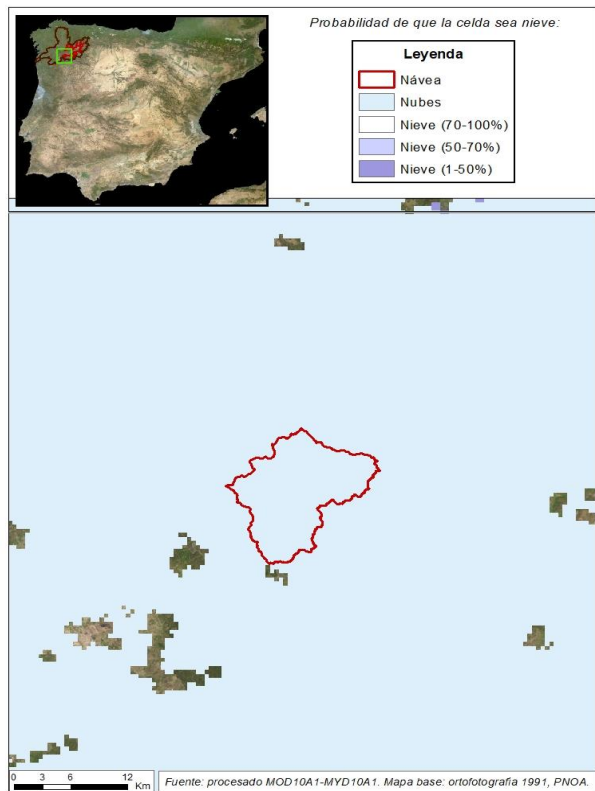 Probabilidad de que la celda sea nieve:
Leyenda
Návea
Nubes
Nieve (70-100%)
Nieve (50-70%)
Nieve (1-50%)
0 3 6 12
Km
Fuente: procesado MOD10A1-MYD10A1. Mapa base: ortofotografia 1991, PNOA.